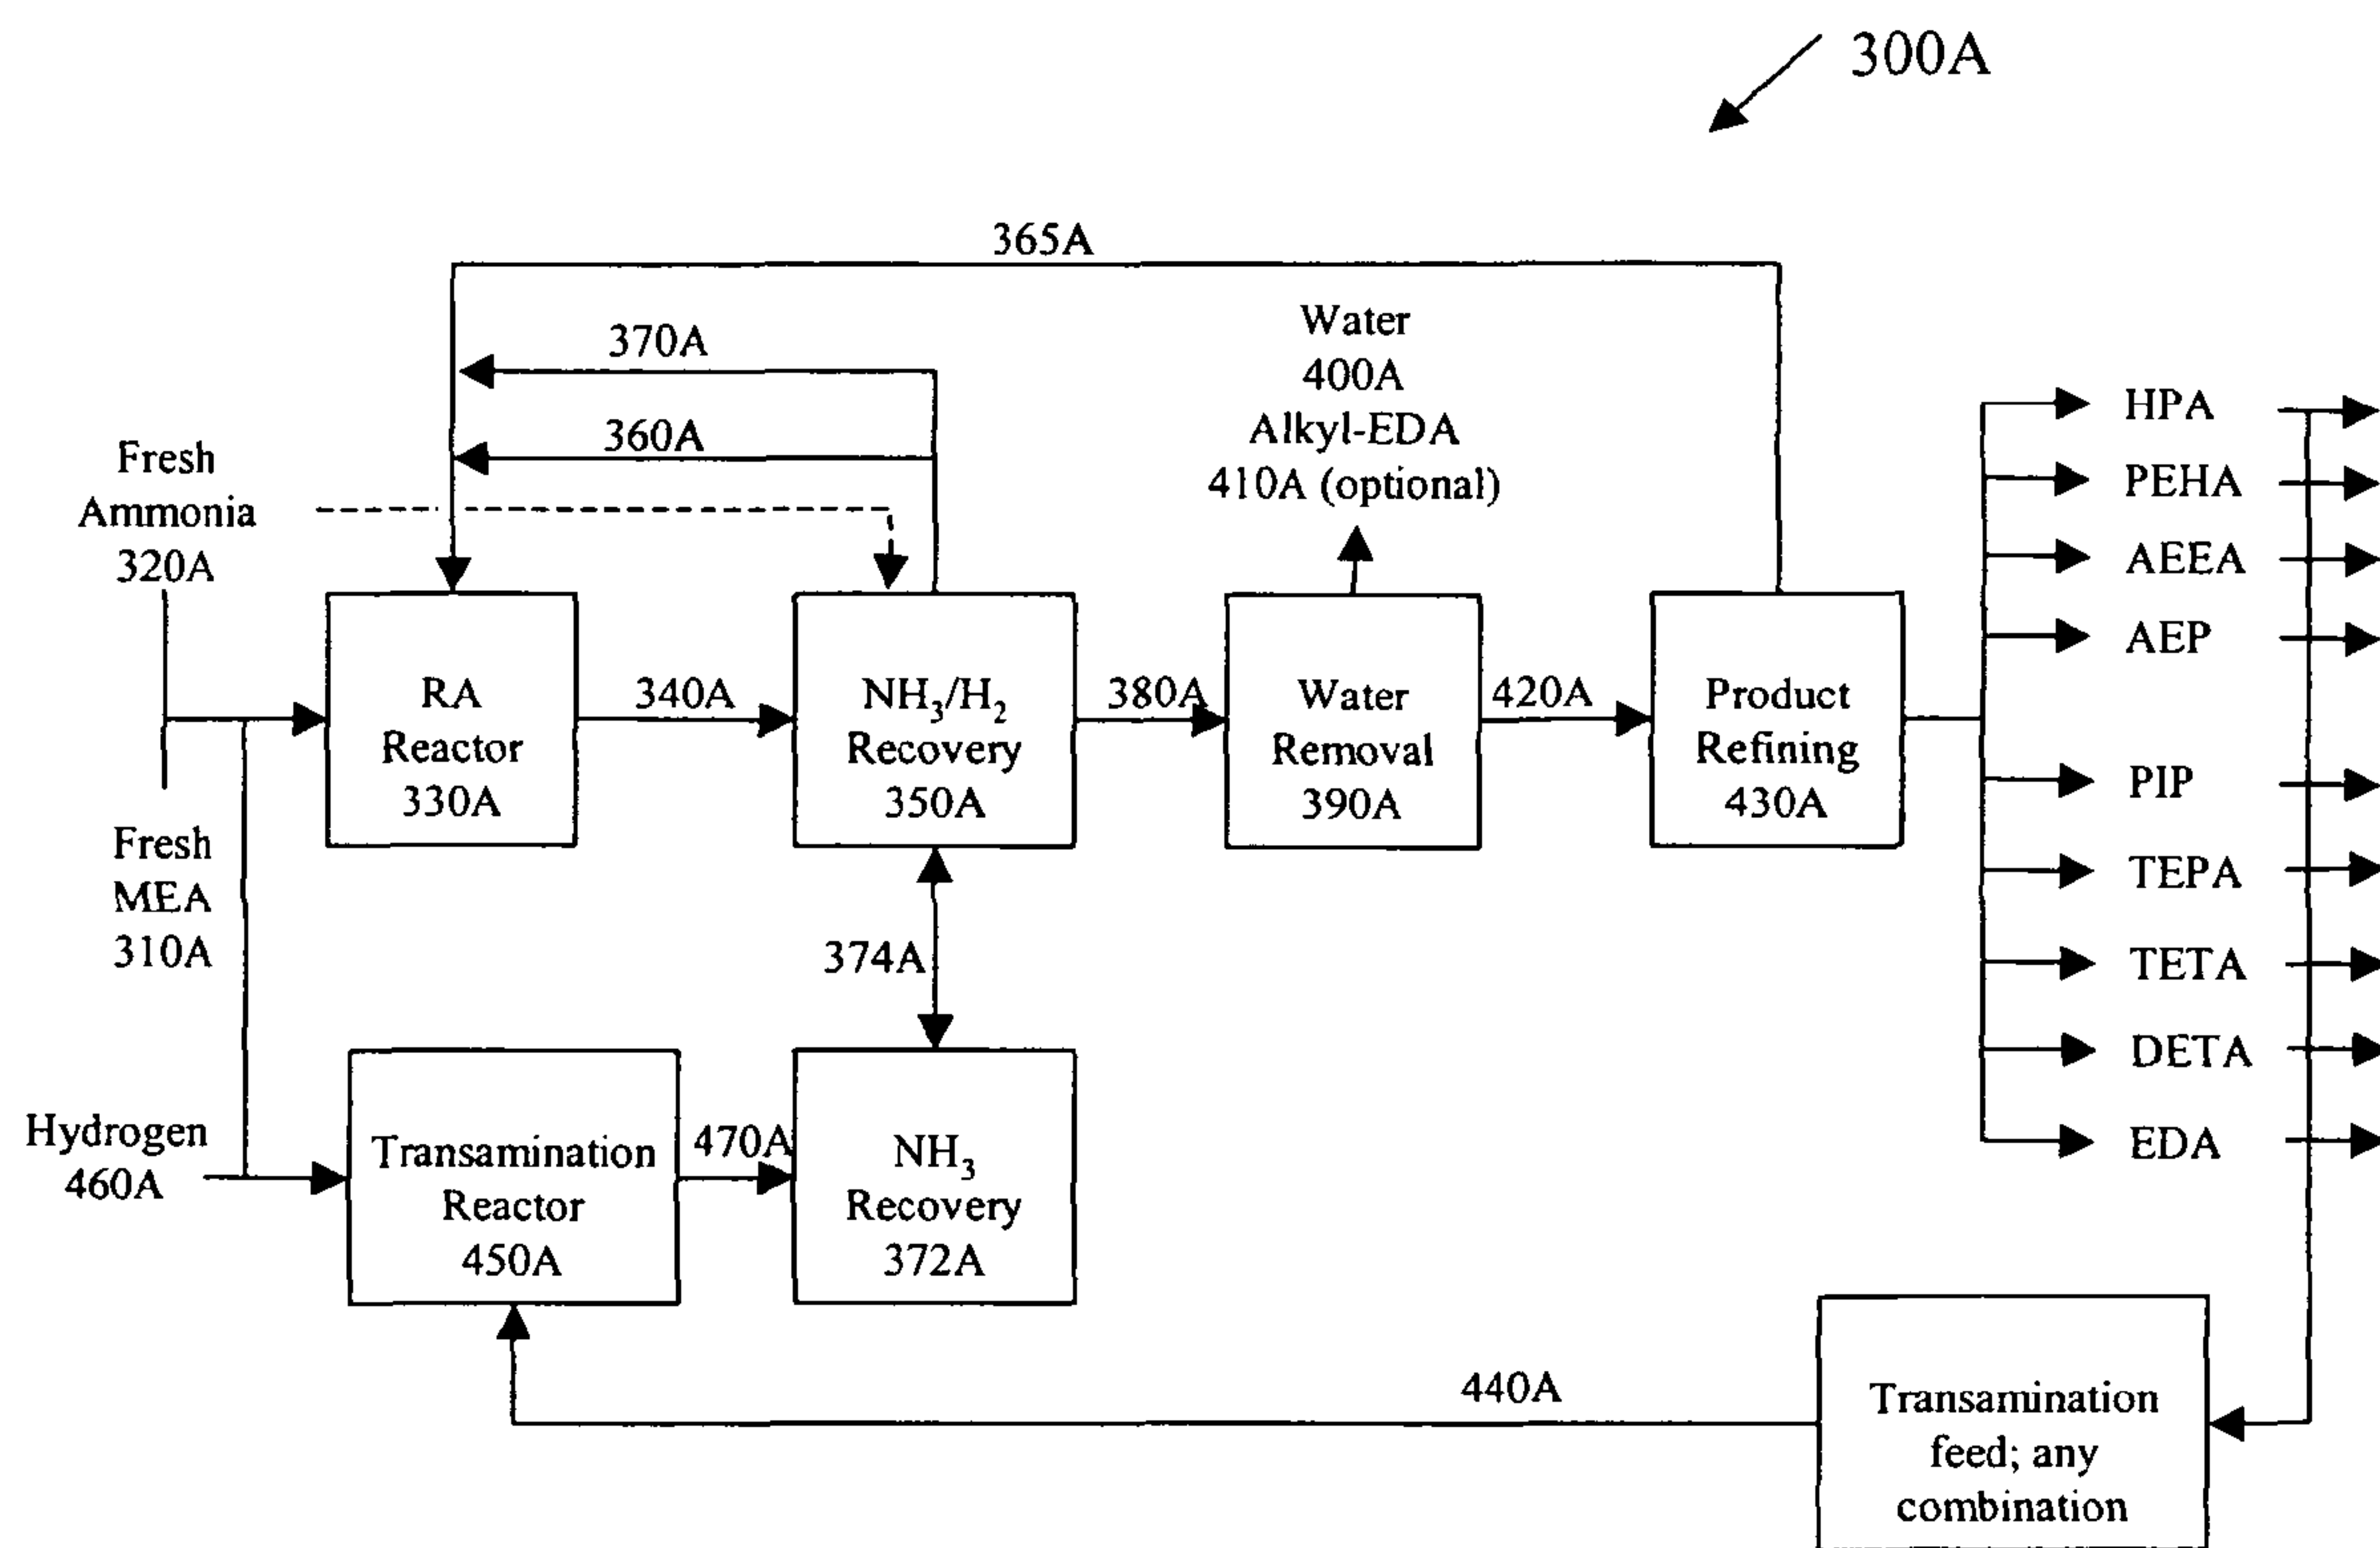 300A
365A
370A
360A
Water
400A
Alkyl-EDA
410A (optional)
Fresh
Ammonia
320A
HPA
PEHA
AEEA
AEP
PIP
TEPA
TETA
DETA
EDA
RA
Reactor
330A
340A
NH₃/H₂
Recovery
350A
380A
Water
Removal
390A
420A
Product
Refining
430A
Fresh
MEA
310A
374A
Hydrogen
460A
Transamination
Reactor
450A
470A
NH₃
Recovery
372A
440A
Transamination
feed; any
combination